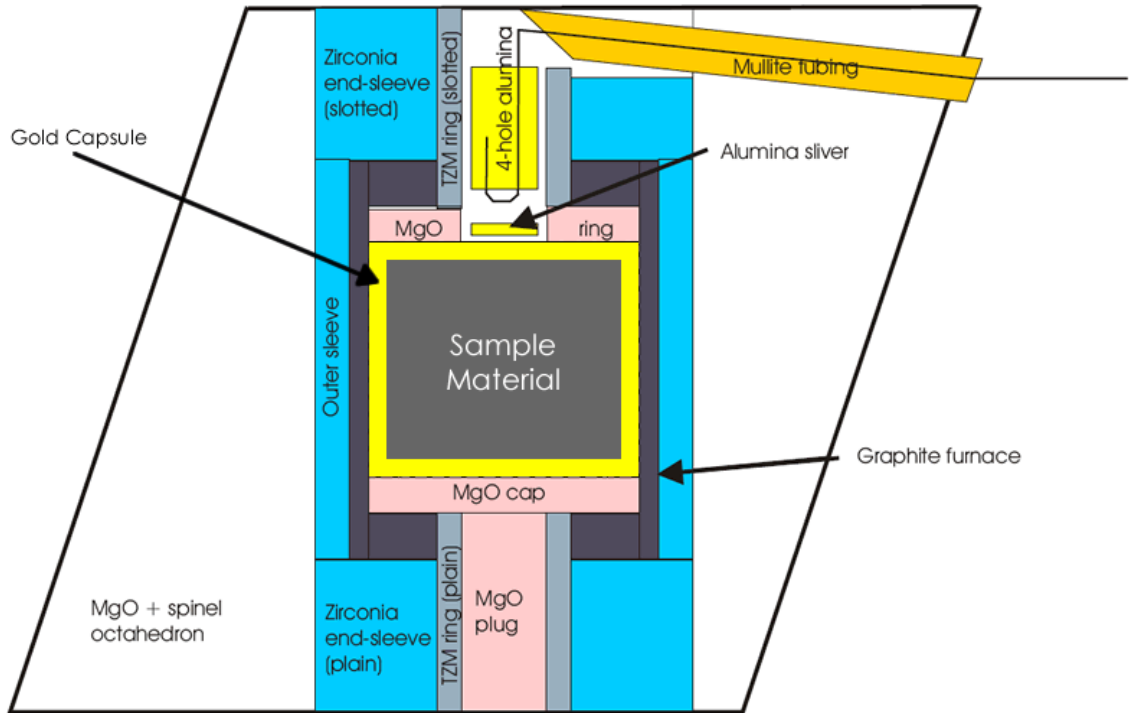 Zirconia
end-sleeve
(slotted)
TZM ring (slotted)
4-hole alumina
Mullite tubing
Gold Capsule
Alumina sliver
MgO
ring
Outer sleeve
Sample
Material
Graphite furnace
MgO cap
MgO + spinel
octahedron
Zirconia
end-sleeve
(plain)
TZM ring (plain)
MgO
plug